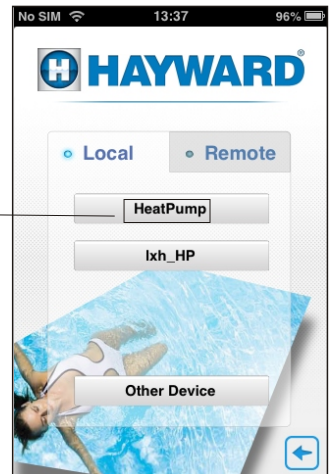 No SIM 13:37 96%
H HAYWARD®
Local Remote
HeatPump
lxh_HP
Other Device